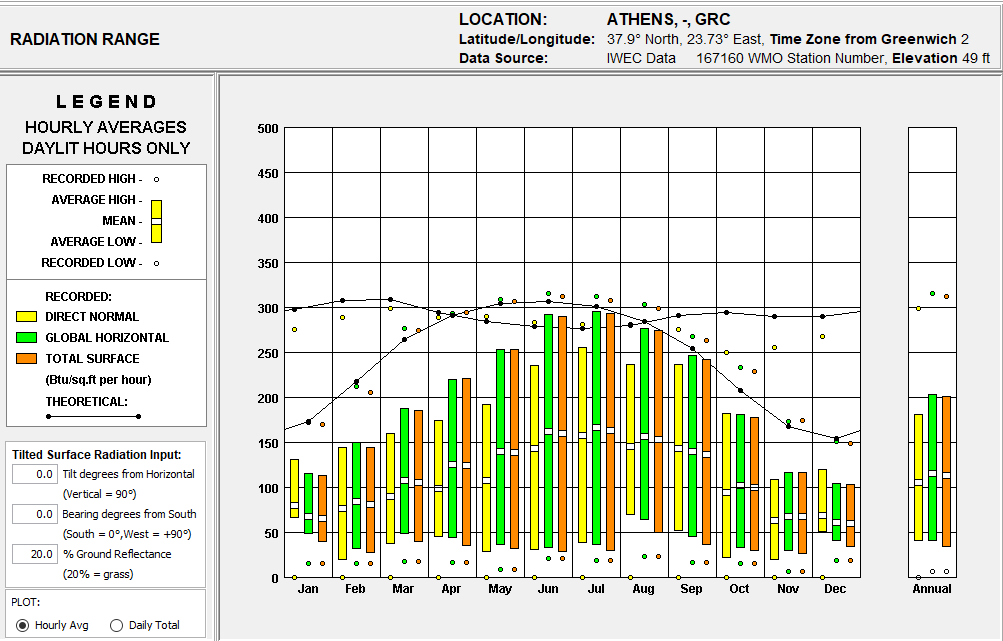 RADIATION RANGE
LOCATION: ATHENS, -, GRC
Latitude/Longitude: 37.9° North, 23.73° East, Time Zone from Greenwich 2
Data Source: IWEC Data 167160 WMO Station Number, Elevation 49 ft
LEGEND
HOURLY AVERAGES
DAYLIT HOURS ONLY
RECORDED HIGH -
AVERAGE HIGH -
MEAN -
AVERAGE LOW -
RECORDED LOW -
RECORDED:
DIRECT NORMAL
GLOBAL HORIZONTAL
TOTAL SURFACE
(Btu/sq.ft per hour)
THEORETICAL:
Tilted Surface Radiation Input:
0.0 Tilt degrees from Horizontal
(Vertical = 90°)
0.0 Bearing degrees from South
(South = 0°,West = +90°)
20.0 % Ground Reflectance
(20% = grass)
PLOT:
Hourly Avg Daily Total
500
450
400
350
300
250
200
150
100
50
0
Jan Feb Mar Apr May Jun Jul Aug Sep Oct Nov Dec Annual